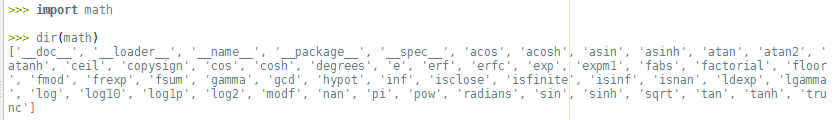 >>> import math
>>> dir(math)
['__doc__', '__loader__', '__name__', '__package__', '__spec__', 'acos', 'acosh', 'asin', 'asinh', 'atan', 'atan2', '
atanh', 'ceil', 'copysign', 'cos', 'cosh', 'degrees', 'e', 'erf', 'erfc', 'exp', 'expm1', 'fabs', 'factorial', 'floor
', 'fmod', 'frexp', 'fsum', 'gamma', 'gcd', 'hypot', 'inf', 'isclose', 'isfinite', 'isinf', 'isnan', 'ldexp', 'lgamma
', 'log', 'log10', 'log1p', 'log2', 'modf', 'nan', 'pi', 'pow', 'radians', 'sin', 'sinh', 'sqrt', 'tan', 'tanh', 'tru
nc']